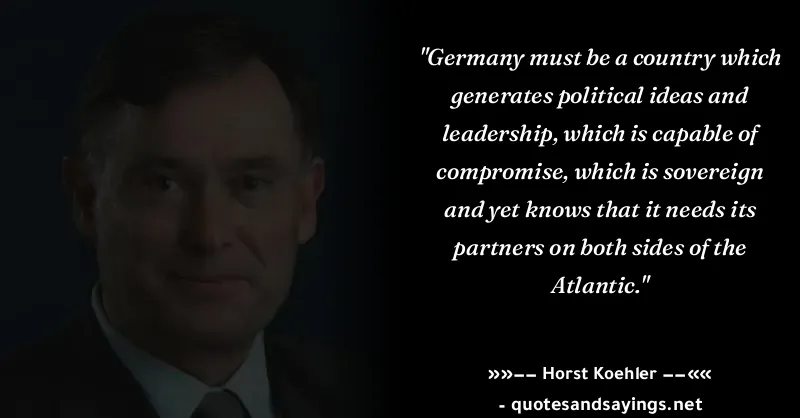 "Germany must be a country which
generates political ideas and
leadership, which is capable of
compromise, which is sovereign
and yet knows that it needs its
partners on both sides of the
Atlantic."
»»–– Horst Koehler ––««
- quotesandsayings.net